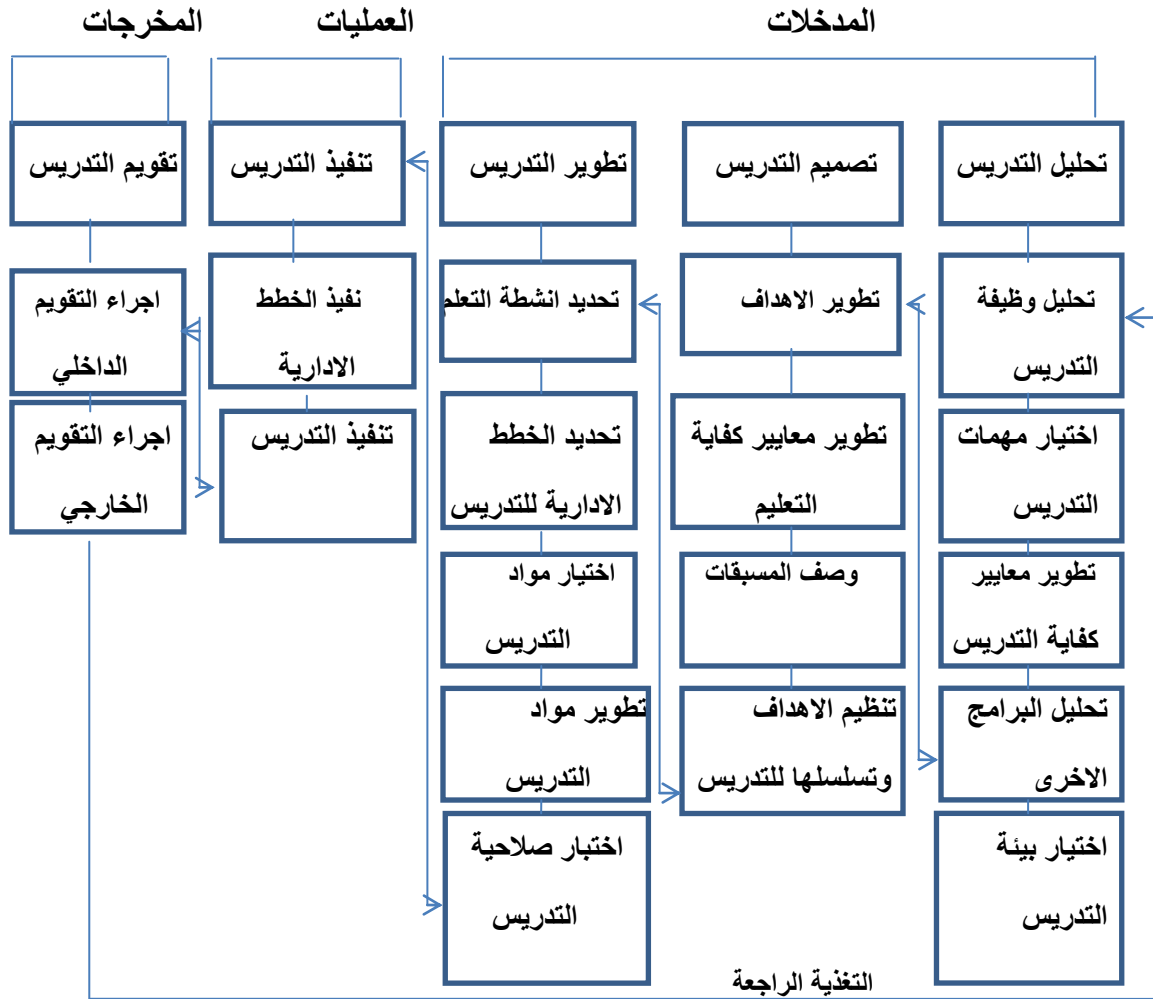 المدخلات
العمليات
المخرجات
تحليل التدريس
تحليل وظيفة
التدريس
اختيار مهمات
التدريس
تطوير معايير
كفاية التدريس
تحليل البرامج
الاخرى
اختيار بيئة
التدريس
تصميم التدريس
تطوير الاهداف
تطوير معايير كفاية
التعليم
وصف المسبقات
تنظيم الاهداف
وتسلسلها للتدريس
تطوير التدريس
تحديد انشطة التعلم
تحديد الخطط
الادارية للتدريس
اختيار مواد
التدريس
تطوير مواد
التدريس
اختبار صلاحية
التدريس
تنفيذ التدريس
نفيذ الخطط
الادارية
تنفيذ التدريس
تقويم التدريس
اجراء التقويم
الداخلي
اجراء التقويم
الخارجي
التغذية الراجعة